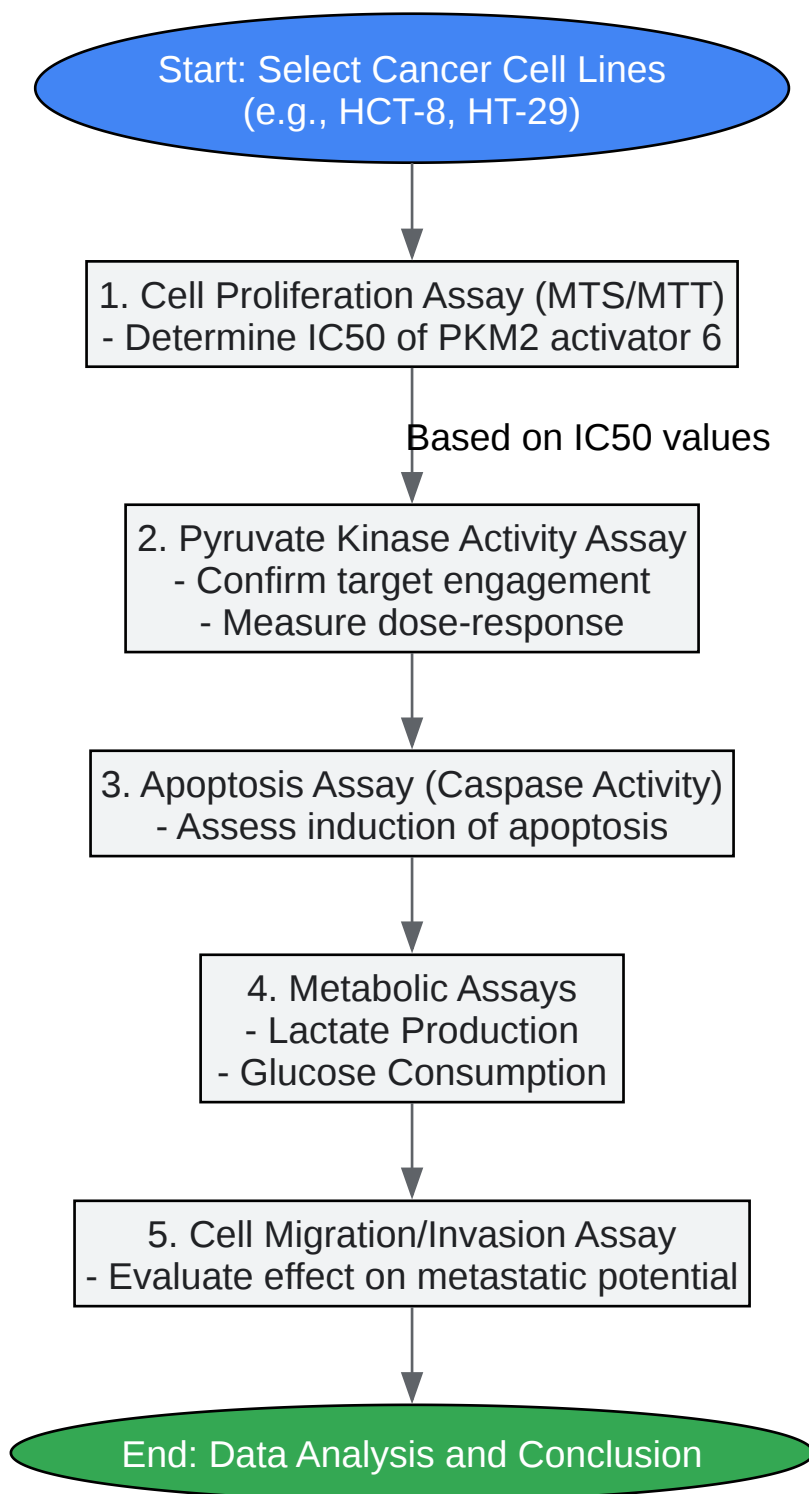 Start: Select Cancer Cell Lines
(e.g., HCT-8, HT-29)
1. Cell Proliferation Assay (MTS/MTT)
- Determine IC50 of PKM2 activator 6
Based on IC50 values
2. Pyruvate Kinase Activity Assay
- Confirm target engagement
- Measure dose-response
3. Apoptosis Assay (Caspase Activity)
- Assess induction of apoptosis
4. Metabolic Assays
- Lactate Production
- Glucose Consumption
5. Cell Migration/Invasion Assay
- Evaluate effect on metastatic potential
End: Data Analysis and Conclusion